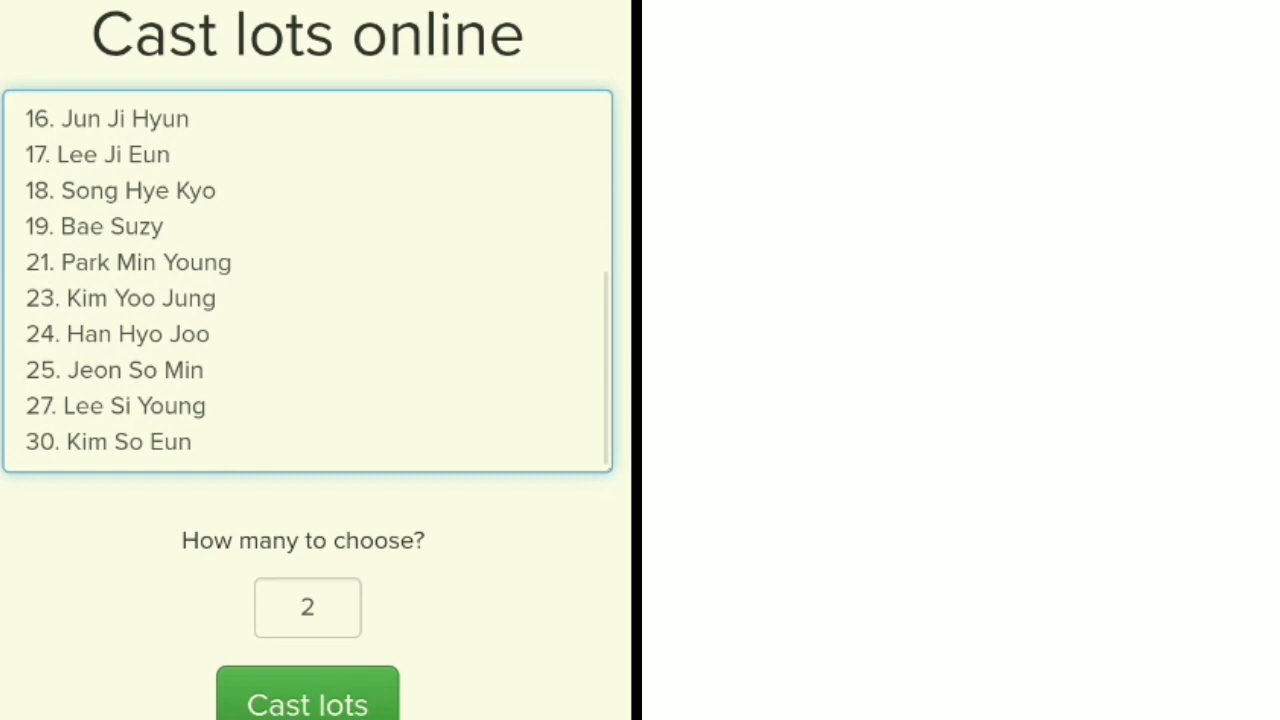 Cast lots online
16. Jun Ji Hyun
17. Lee Ji Eun
18. Song Hye Kyo
19. Bae Suzy
21. Park Min Young
23. Kim Yoo Jung
24. Han Hyo Joo
25. Jeon So Min
27. Lee Si Young
30. Kim So Eun
How many to choose?
2
Cast lots